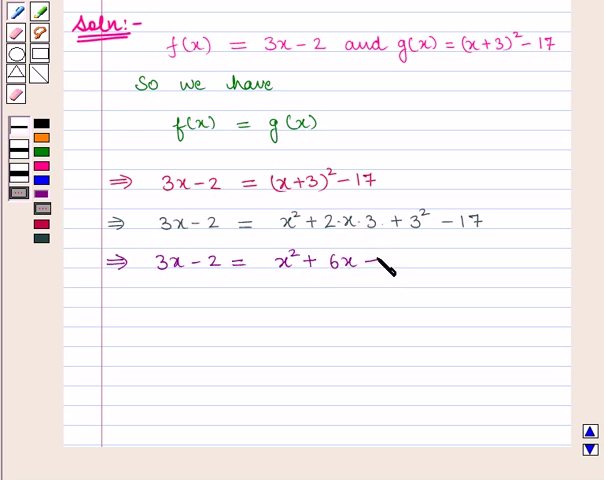 Soln:-
f(x) = 3x - 2 and g(x) = (x+3)² - 17
So we have
f(x) = g(x)
⇒ 3x - 2 = (x+3)² - 17
⇒ 3x - 2 = x² + 2·x·3 + 3² - 17
⇒ 3x - 2 = x² + 6x -